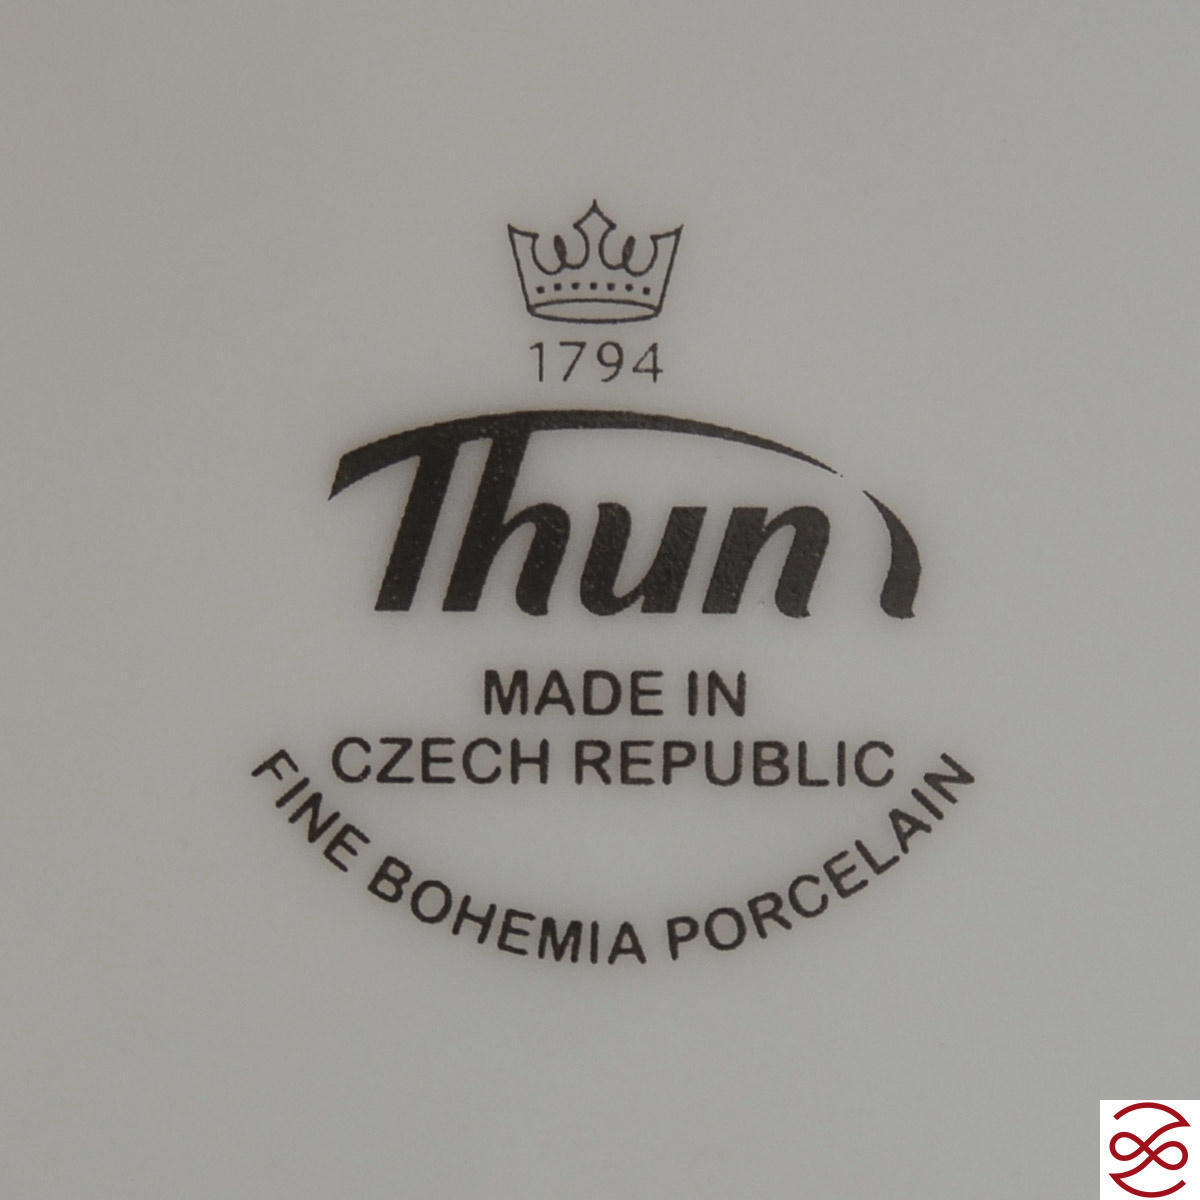 1794
Thun
MADE IN
CZECH REPUBLIC
FINE BOHEMIA PORCELAIN